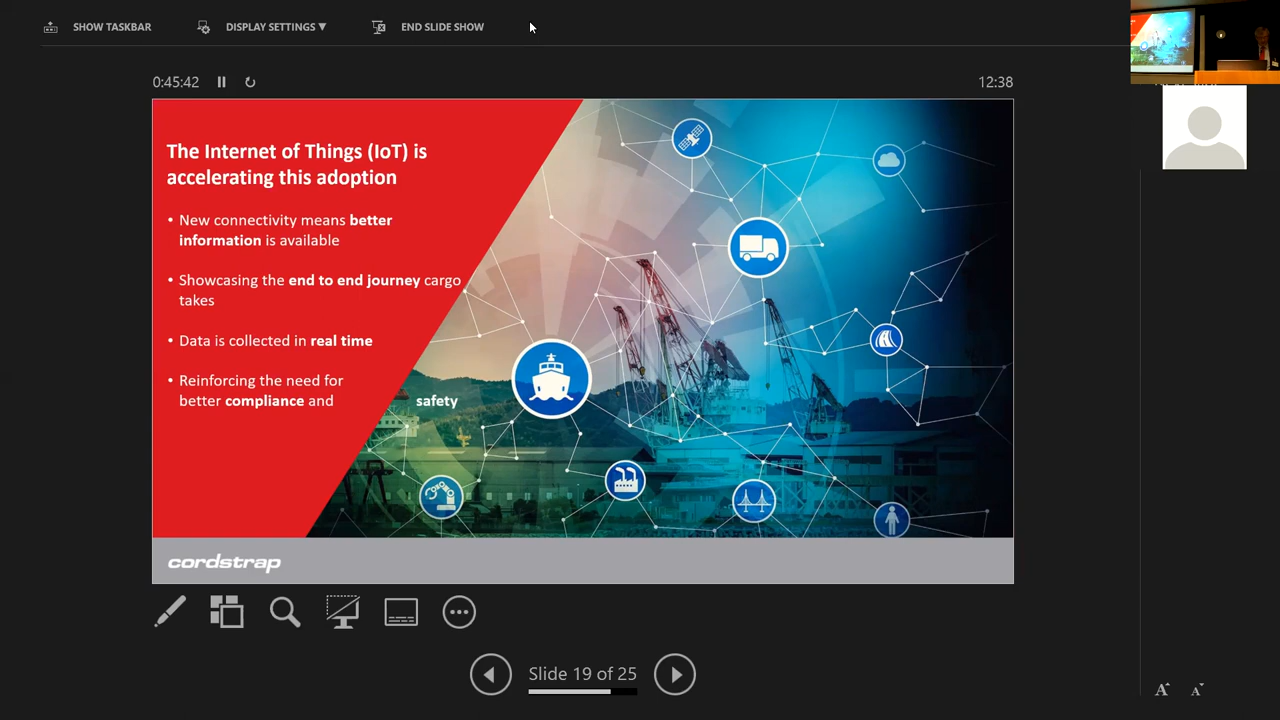 SHOW TASKBAR
DISPLAY SETTINGS ▼
END SLIDE SHOW
0:45:42
12:38
The Internet of Things (IoT) is
accelerating this adoption
• New connectivity means better
information is available
• Showcasing the end to end journey cargo
takes
• Data is collected in real time
• Reinforcing the need for
better compliance and safety
cordstrap
Slide 19 of 25
A A